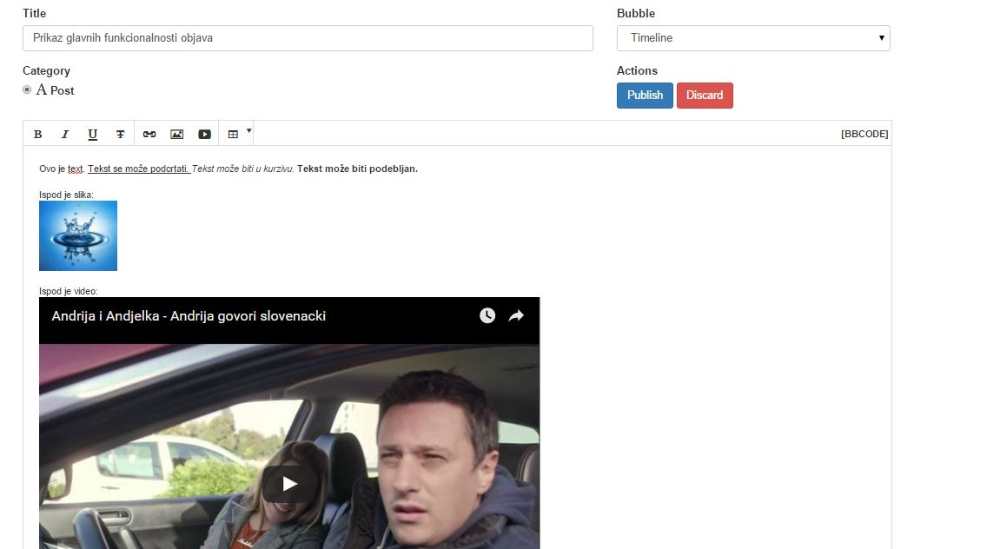 Title
Bubble
Prikaz glavnih funkcionalnosti objava
Timeline
Category
Actions
A Post
Publish Discard
B I U T [BBCODE]
Ovo je text. Tekst se može podcrtati. Tekst može biti u kurzivu. Tekst može biti podebljan.
Ispod je slika:
Ispod je video:
Andrija i Andjelka - Andrija govori slovenacki